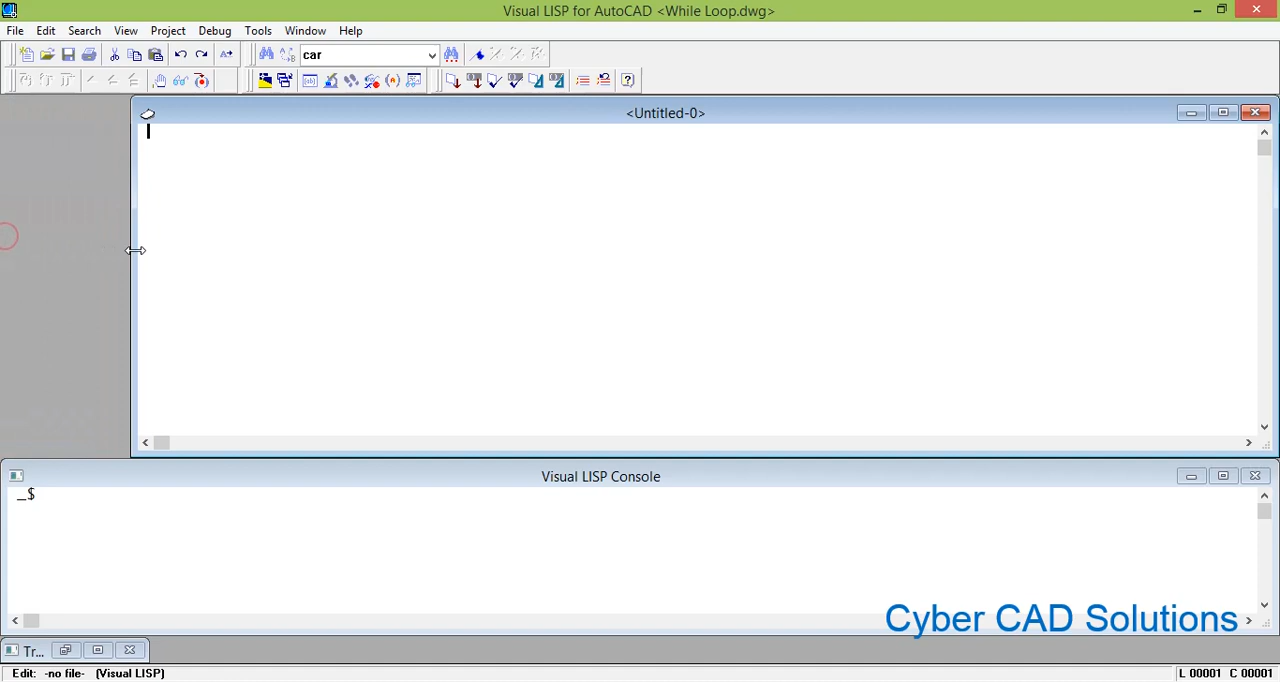 Visual LISP for AutoCAD <While Loop.dwg>
File Edit Search View Project Debug Tools Window Help
car
<Untitled-0>
Visual LISP Console
_$
Cyber CAD Solutions
Tr...
Edit: -no file- (Visual LISP) L 00001 C 00001